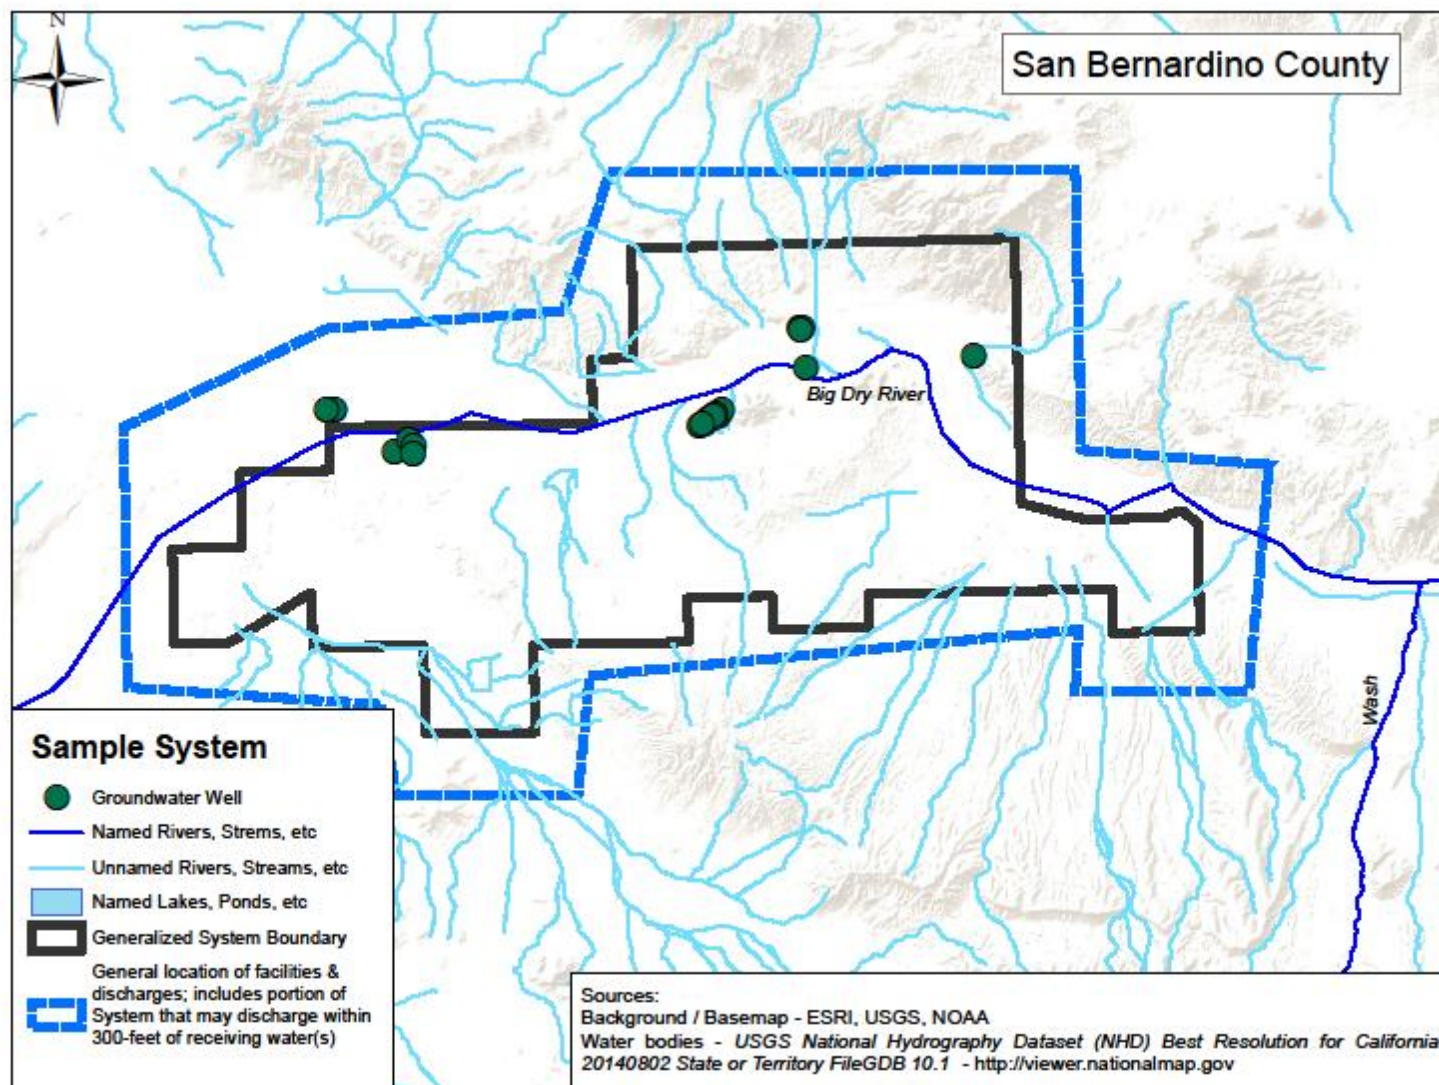 N
San Bernardino County
Big Dry River
Wash
Sample System
Groundwater Well
Named Rivers, Strems, etc
Unnamed Rivers, Streams, etc
Named Lakes, Ponds, etc
Generalized System Boundary
General location of facilities &
discharges; includes portion of
System that may discharge within
300-feet of receiving water(s)
Sources:
Background / Basemap - ESRI, USGS, NOAA
Water bodies - USGS National Hydrography Dataset (NHD) Best Resolution for California
20140802 State or Territory FileGDB 10.1 - http://viewer.nationalmap.gov